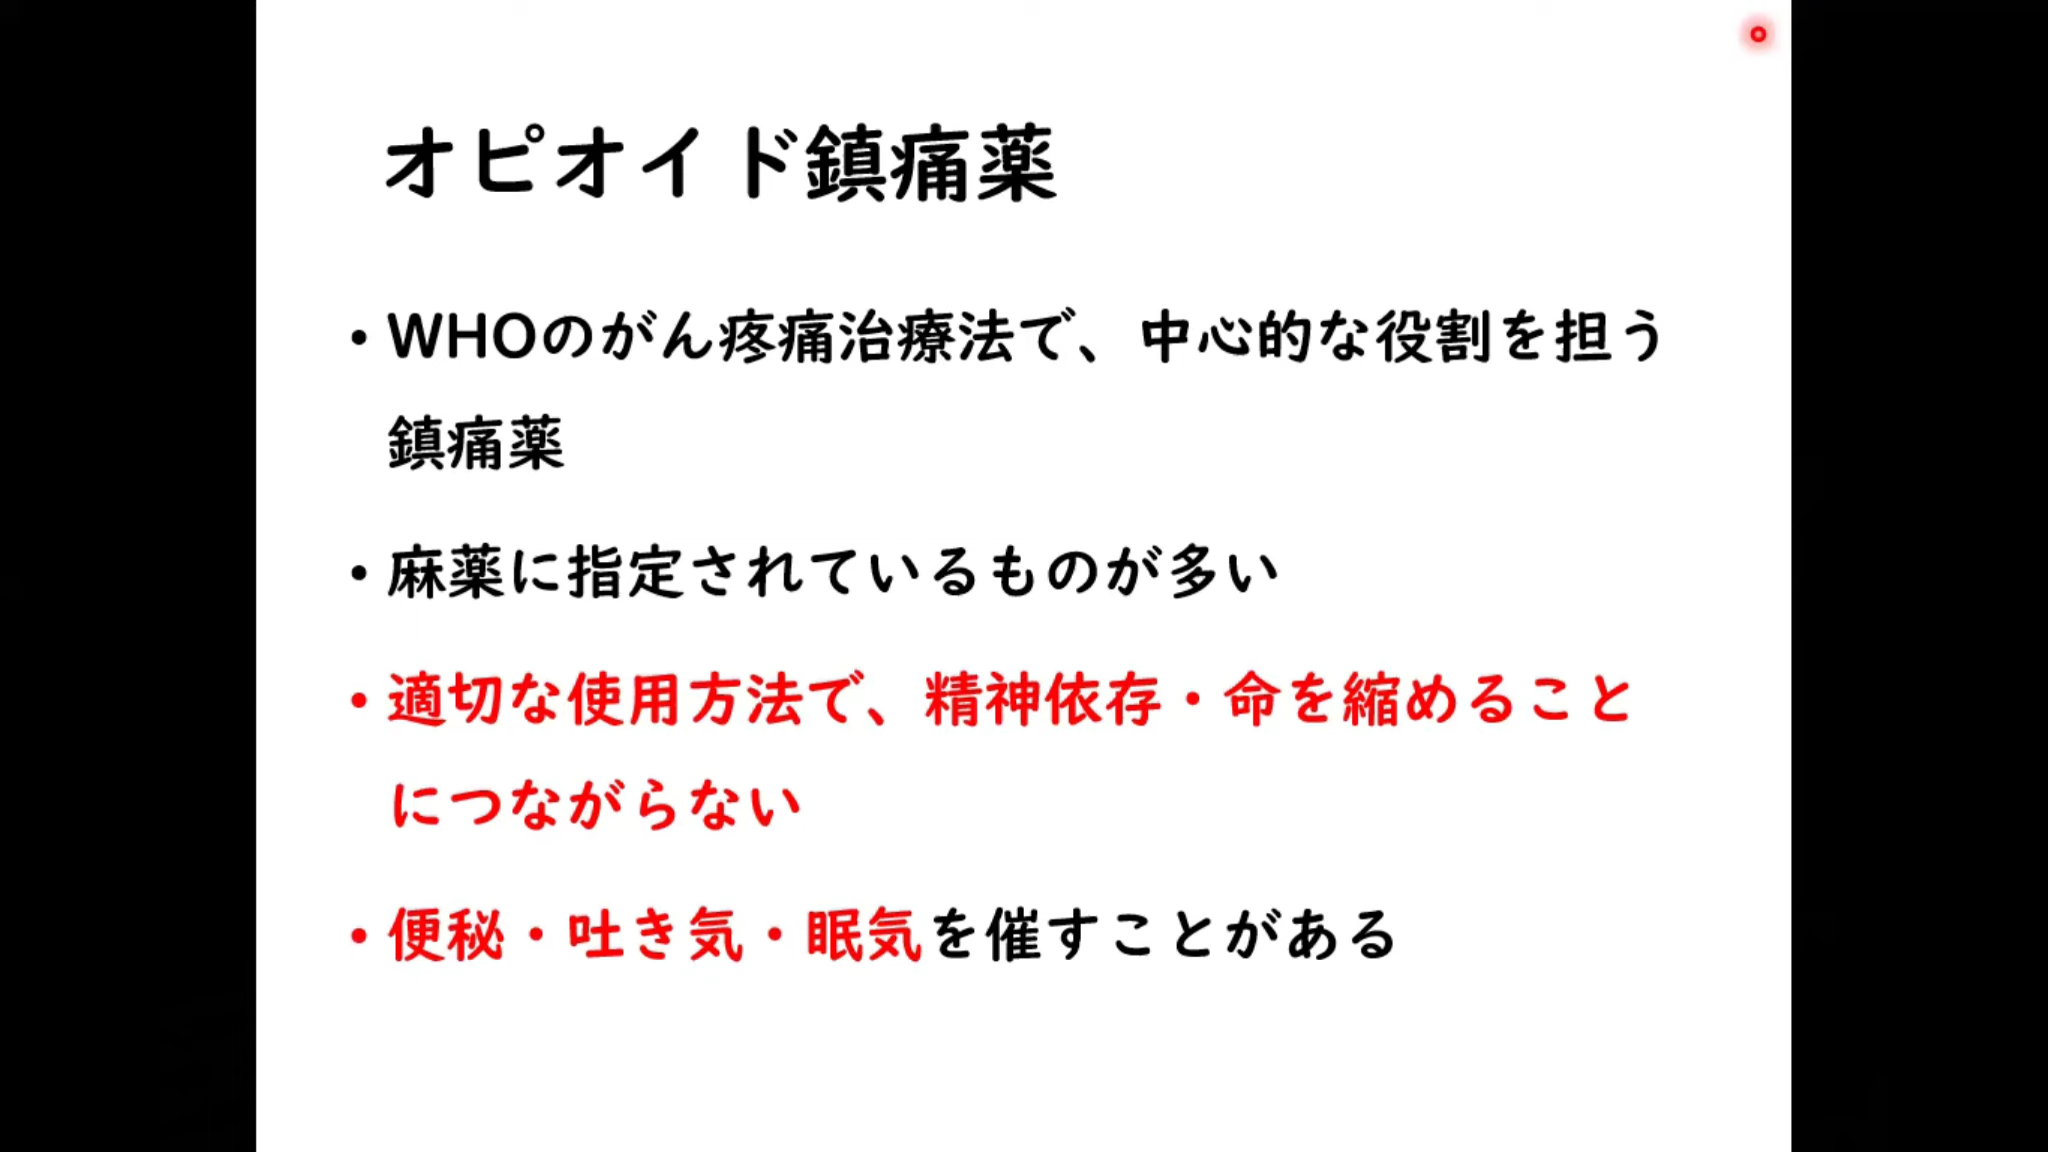 オピオイド鎮痛薬
・WHOのがん疼痛治療法で、中心的な役割を担う
鎮痛薬
・麻薬に指定されているものが多い
・適切な使用方法で、精神依存・命を縮めること
につながらない
・便秘・吐き気・眠気を催すことがある